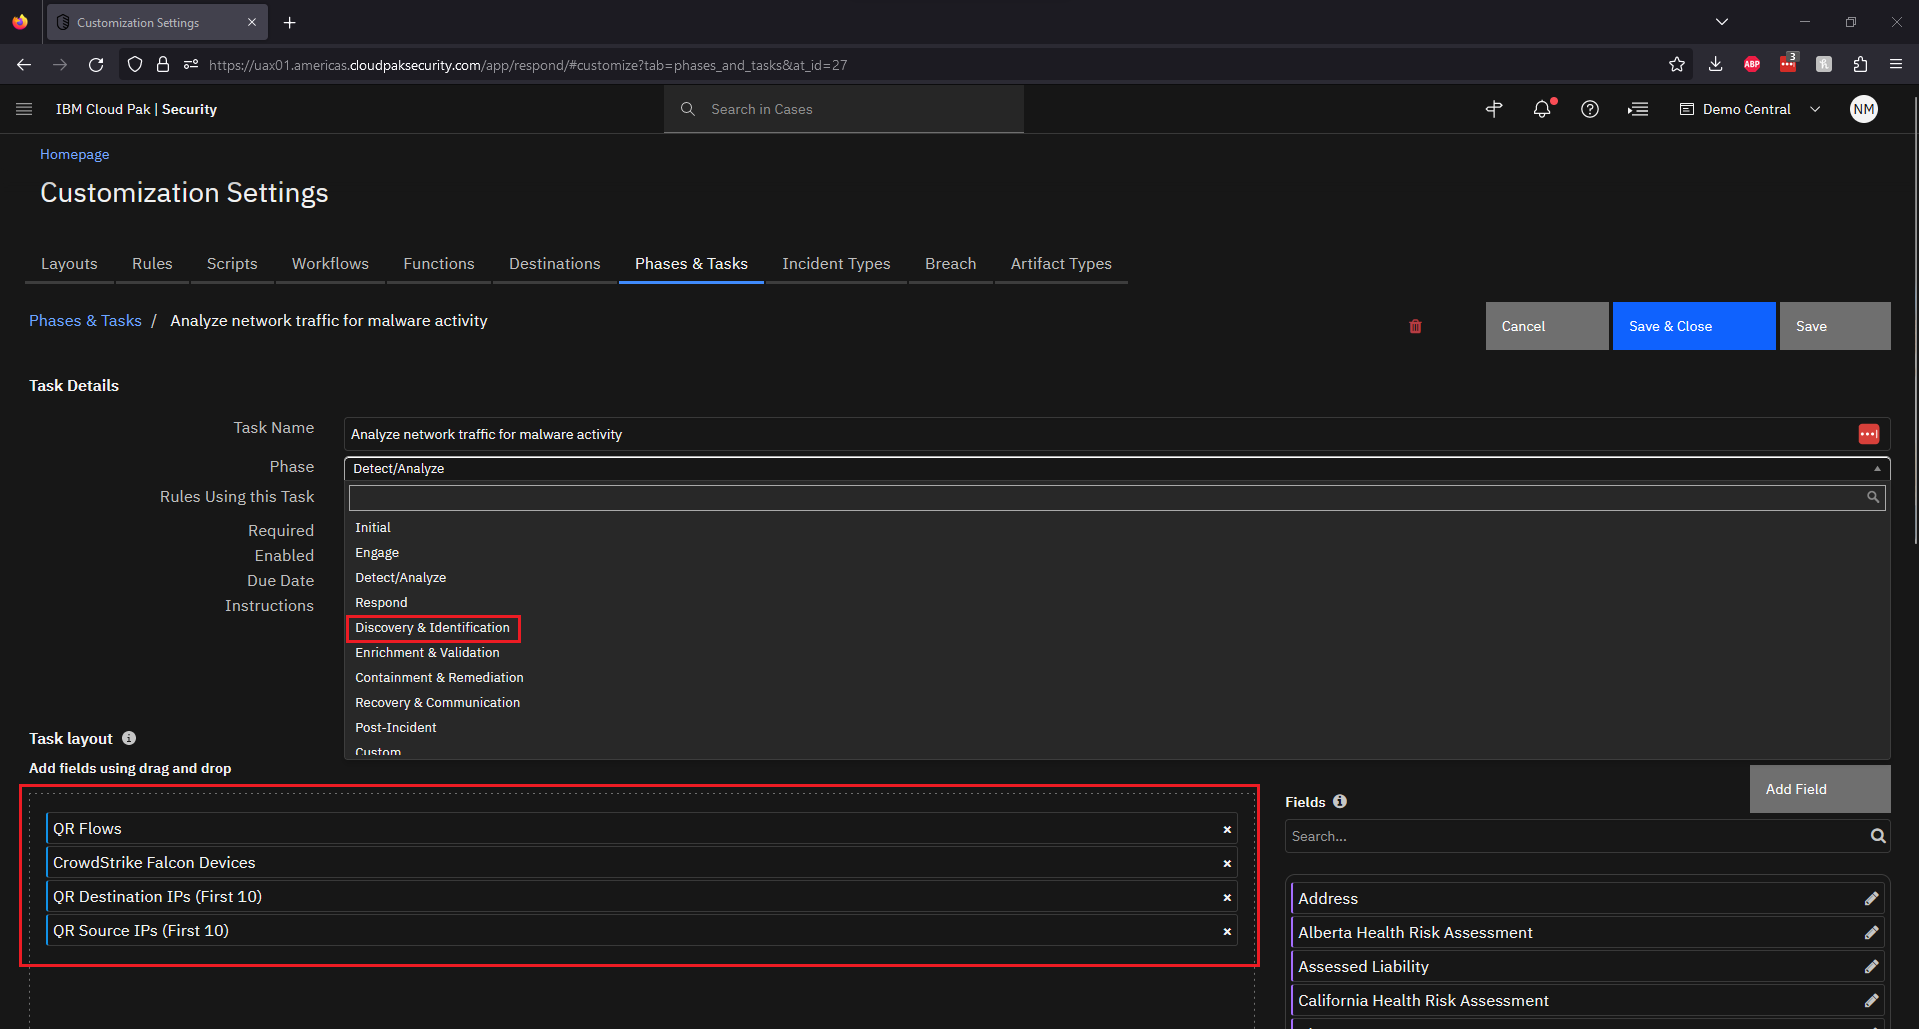 Customization Settings
https://uax01.americas.cloudpaksecurity.com/app/respond/#customize?tab=phases_and_tasks&at_id=27
ABP
3
IBM Cloud Pak | Security
Search in Cases
Demo Central
NM
Homepage
Customization Settings
Layouts
Rules
Scripts
Workflows
Functions
Destinations
Phases & Tasks
Incident Types
Breach
Artifact Types
Phases & Tasks / Analyze network traffic for malware activity
Cancel
Save & Close
Save
Task Details
Task Name
Analyze network traffic for malware activity
Phase
Detect/Analyze
Rules Using this Task
Required
Enabled
Due Date
Instructions
Initial
Engage
Detect/Analyze
Respond
Discovery & Identification
Enrichment & Validation
Containment & Remediation
Recovery & Communication
Post-Incident
Custom
Task layout
Add fields using drag and drop
QR Flows
CrowdStrike Falcon Devices
QR Destination IPs (First 10)
QR Source IPs (First 10)
Add Field
Fields
Search...
Address
Alberta Health Risk Assessment
Assessed Liability
California Health Risk Assessment